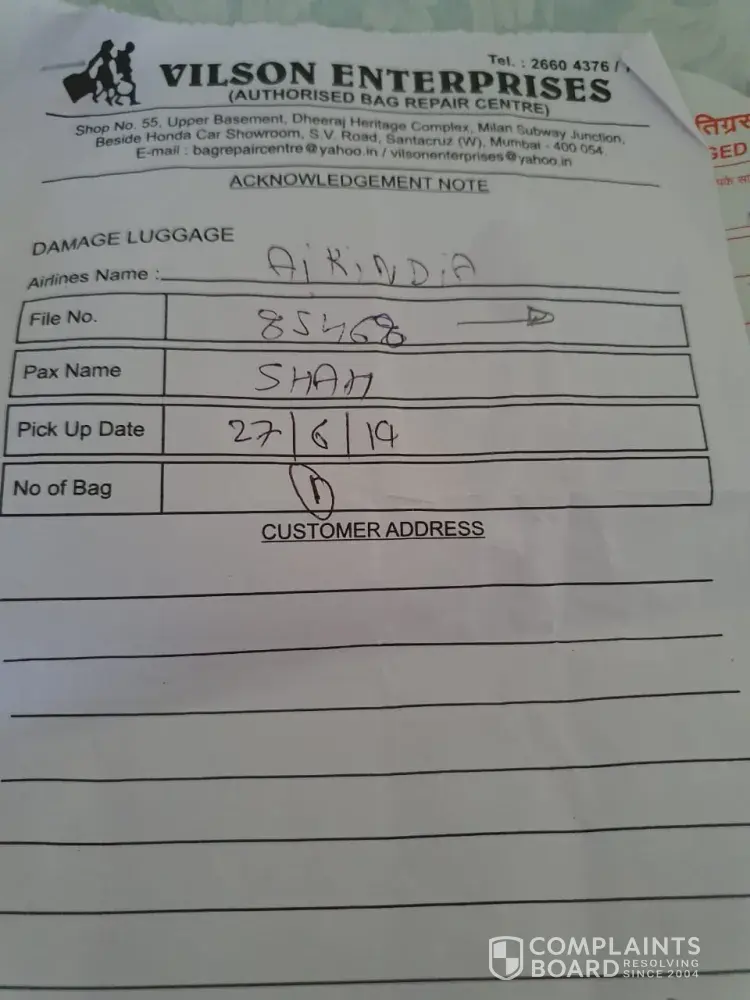 Tel. : 2660 4376 /
VILSON ENTERPRISES
(AUTHORISED BAG REPAIR CENTRE)
Shop No. 55, Upper Basement, Dheeraj Heritage Complex, Milan Subway Junction,
Beside Honda Car Showroom, S.V. Road, Santacruz (W), Mumbai - 400 054.
E-mail : bagrepaircentre@yahoo.in / vilsonenterprises@yahoo.in
ACKNOWLEDGEMENT NOTE
DAMAGE LUGGAGE
Airlines Name : AiRiNDiA
File No. 85468
Pax Name SHAH
Pick Up Date 27/6/19
No of Bag 1
CUSTOMER ADDRESS
COMPLAINTS
BOARD RESOLVING
SINCE 2004